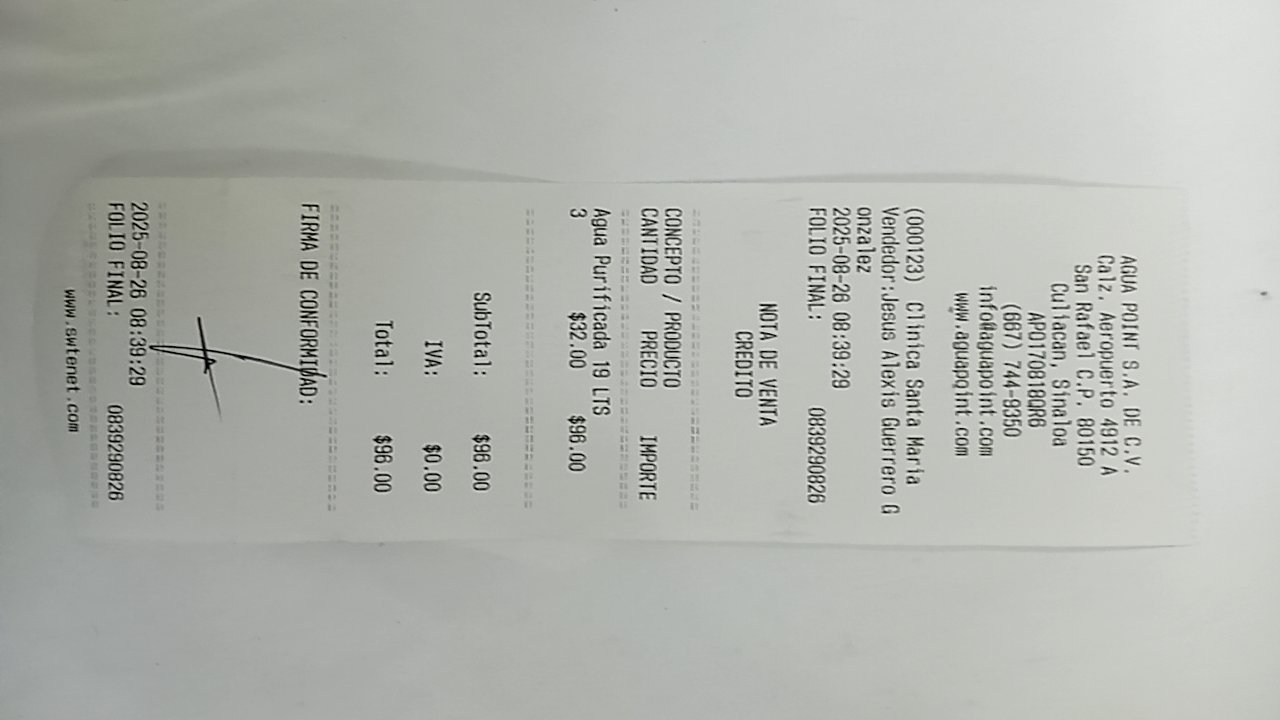 AGUA POINT S.A. DE C.V.
Calz. Aeropuerto 4912 A
San Rafael C.P. 80150
Culiacan, Sinaloa
APO170818QR6
(667) 744-9350
info@aguapoint.com
www.aguapoint.com
(000123) Clinica Santa Maria
Vendedor:Jesus Alexis Guerrero G
onzalez
2025-08-26 08:39:29
FOLIO FINAL: 0839290826
NOTA DE VENTA
CREDITO
CONCEPTO / PRODUCTO
CANTIDAD PRECIO IMPORTE
Agua Purificada 19 LTS
3 $32.00 $96.00
SubTotal: $96.00
IVA: $0.00
Total: $96.00
FIRMA DE CONFORMIDAD:
2025-08-26 08:39:29
FOLIO FINAL: 0839290826
www.swtenet.com